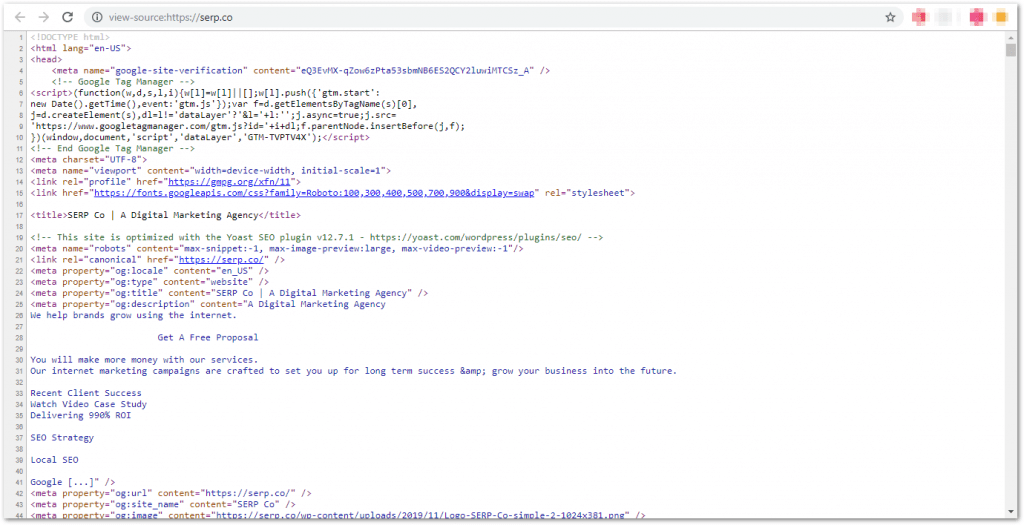 view-source:https://serp.co
1 <!DOCTYPE html>
2 <html lang="en-US">
3 <head>
4 <meta name="google-site-verification" content="eQ3EvMX-qZow6zPta53sbmNB6ES2QCY2luwiMTCSz_A" />
5 <!-- Google Tag Manager -->
6 <script>(function(w,d,s,l,i){w[l]=w[l]||[];w[l].push({'gtm.start':
7 new Date().getTime(),event:'gtm.js'});var f=d.getElementsByTagName(s)[0],
8 j=d.createElement(s),dl=l!='dataLayer'?'&l='+l:'';j.async=true;j.src=
9 'https://www.googletagmanager.com/gtm.js?id='+i+dl;f.parentNode.insertBefore(j,f);
10 })(window,document,'script','dataLayer','GTM-TVPTV4X');</script>
11 <!-- End Google Tag Manager -->
12 <meta charset="UTF-8">
13 <meta name="viewport" content="width=device-width, initial-scale=1">
14 <link rel="profile" href="https://gmpg.org/xfn/11">
15 <link href="https://fonts.googleapis.com/css?family=Roboto:100,300,400,500,700,900&display=swap" rel="stylesheet">
16
17 <title>SERP Co | A Digital Marketing Agency</title>
18
19 <!-- This site is optimized with the Yoast SEO plugin v12.7.1 - https://yoast.com/wordpress/plugins/seo/ -->
20 <meta name="robots" content="max-snippet:-1, max-image-preview:large, max-video-preview:-1"/>
21 <link rel="canonical" href="https://serp.co/" />
22 <meta property="og:locale" content="en_US" />
23 <meta property="og:type" content="website" />
24 <meta property="og:title" content="SERP Co | A Digital Marketing Agency" />
25 <meta property="og:description" content="A Digital Marketing Agency
26 We help brands grow using the internet.
27
28 Get A Free Proposal
29
30 You will make more money with our services.
31 Our internet marketing campaigns are crafted to set you up for long term success &amp; grow your business into the future.
32
33 Recent Client Success
34 Watch Video Case Study
35 Delivering 990% ROI
36
37 SEO Strategy
38
39 Local SEO
40
41 Google [...]" />
42 <meta property="og:url" content="https://serp.co/" />
43 <meta property="og:site_name" content="SERP Co" />
44 <meta property="og:image" content="https://serp.co/wp-content/uploads/2019/11/Logo-SERP-Co-simple-2-1024x381.png" />